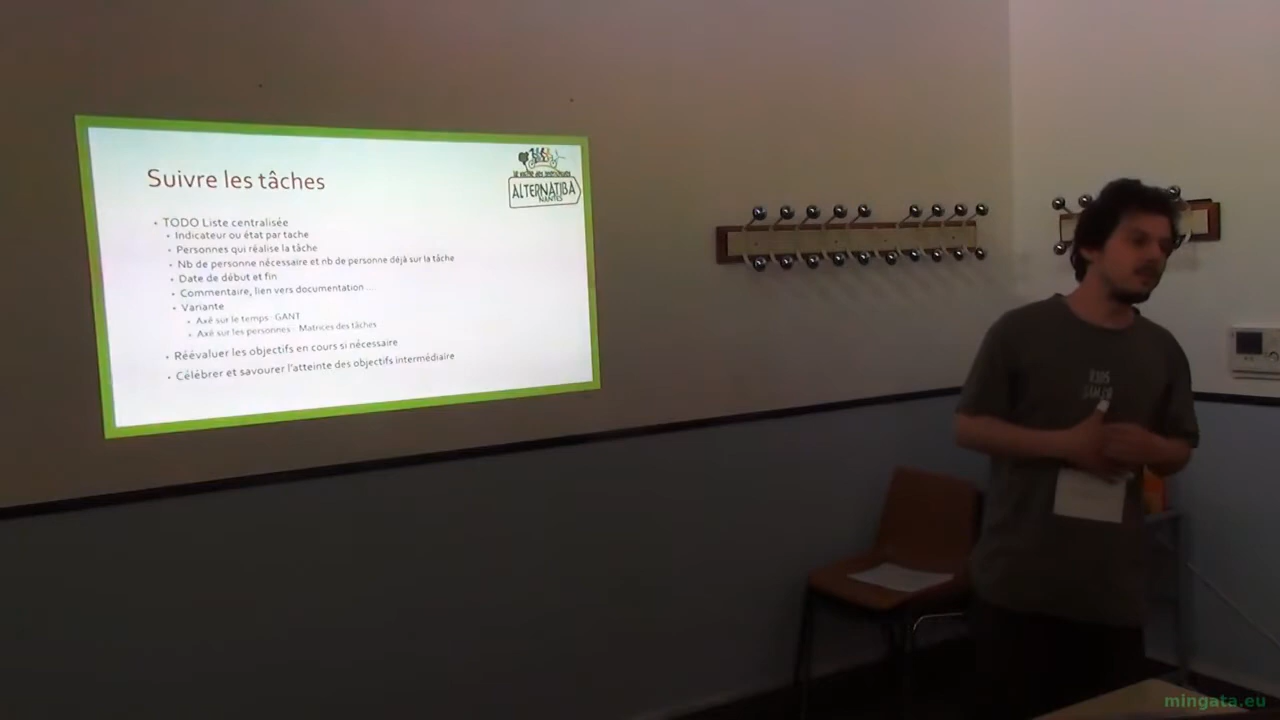 Suivre les tâches
ALTERNATIBA
NANTES
• TODO Liste centralisée
• Indicateur ou état par tache
• Personnes qui réalise la tâche
• Nb de personne nécessaire et nb de personne déjà sur la tâche
• Date de début et fin
• Commentaire, lien vers documentation ...
• Variante
• Axé sur le temps : GANT
• Axé sur les personnes : Matrices des tâches
• Réévaluer les objectifs en cours si nécessaire
• Célébrer et savourer l'atteinte des objectifs intermédiaire
mingata.eu